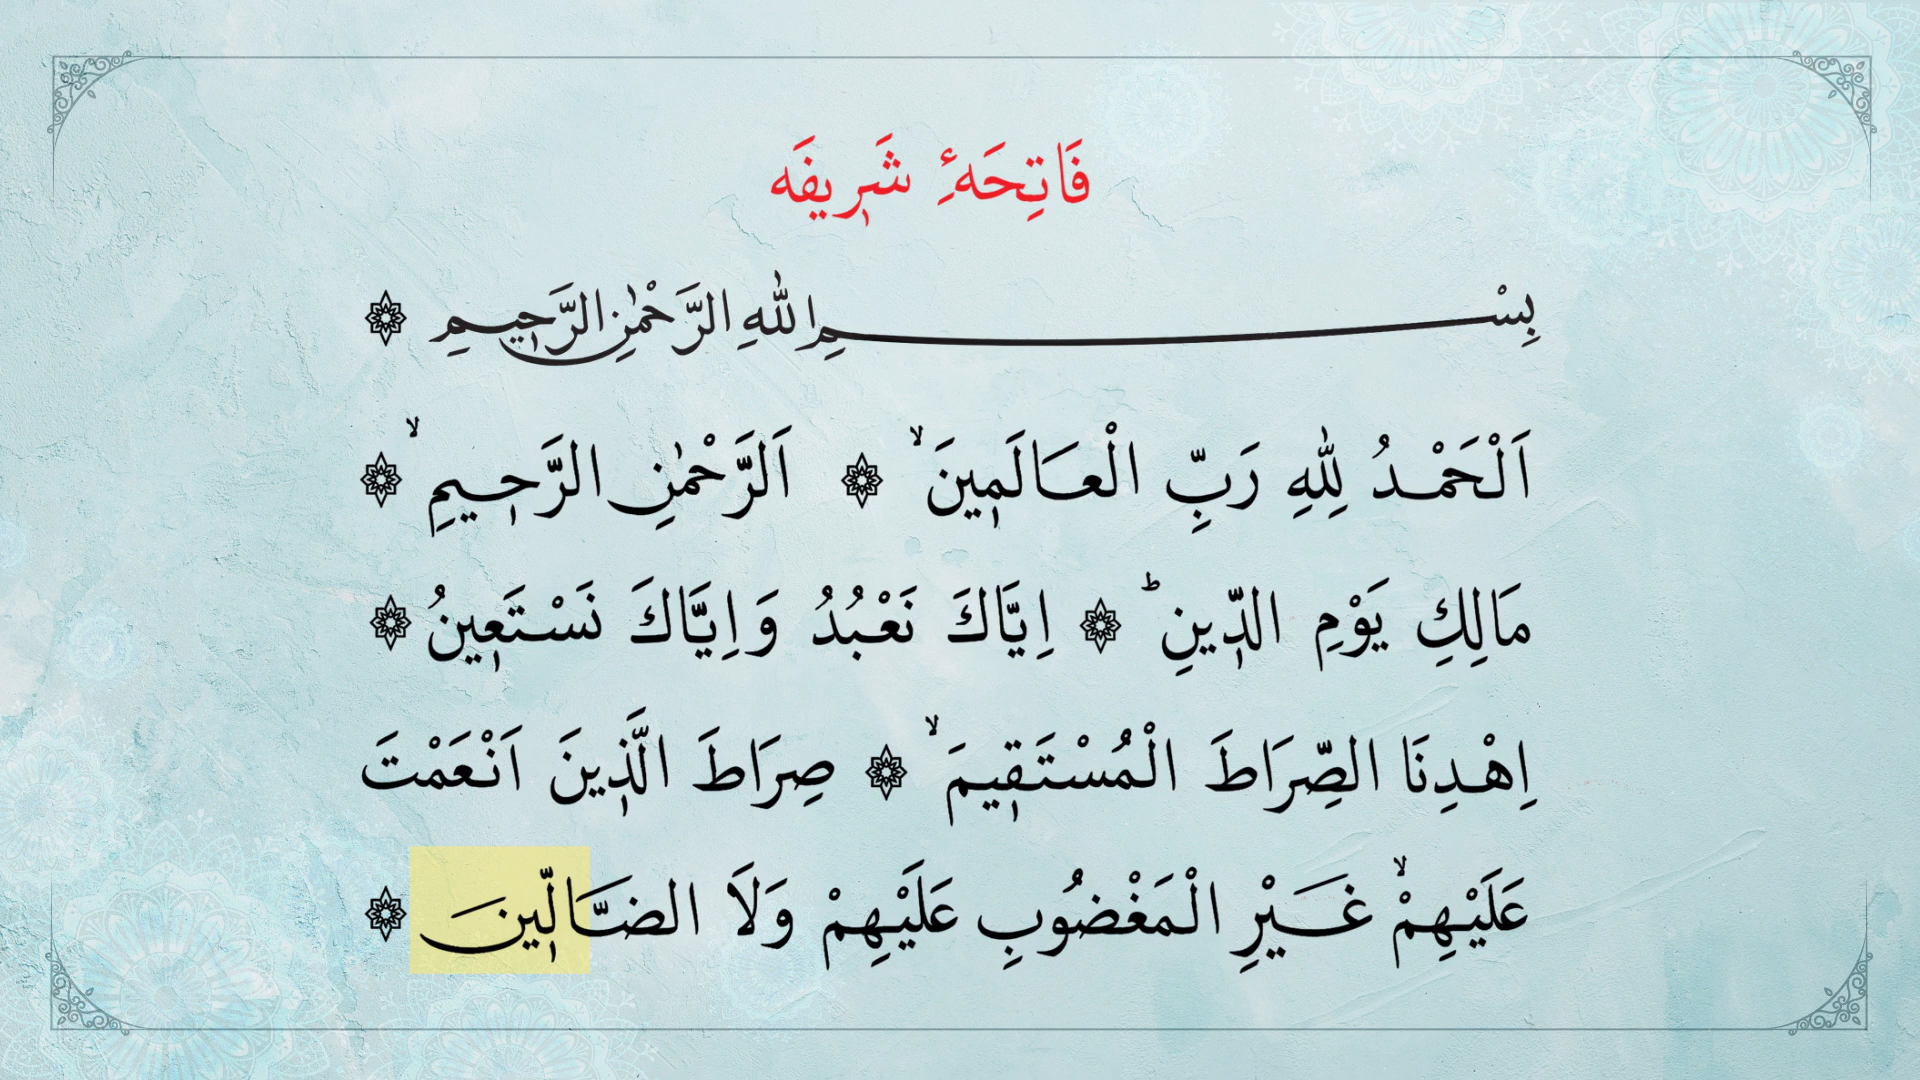 فَاتِحَهٔٔ شَرٖيفَه
بِسْمِ اللّٰهِ الرَّحْمٰنِ الرَّحٖيمِ ۞
اَلْحَمْدُ لِلّٰهِ رَبِّ الْعَالَمٖينَۙ ۞ اَلرَّحْمٰنِ الرَّحٖيمِۙ ۞
مَالِكِ يَوْمِ الدّٖينِؕ ۞ اِيَّاكَ نَعْبُدُ وَاِيَّاكَ نَسْتَعٖينُ ۞
اِهْدِنَا الصِّرَاطَ الْمُسْتَقٖيمَۙ ۞ صِرَاطَ الَّذٖينَ اَنْعَمْتَ
عَلَيْهِمْۙ غَيْرِ الْمَغْضُوبِ عَلَيْهِمْ وَلَا الضَّالّٖينَ ۞